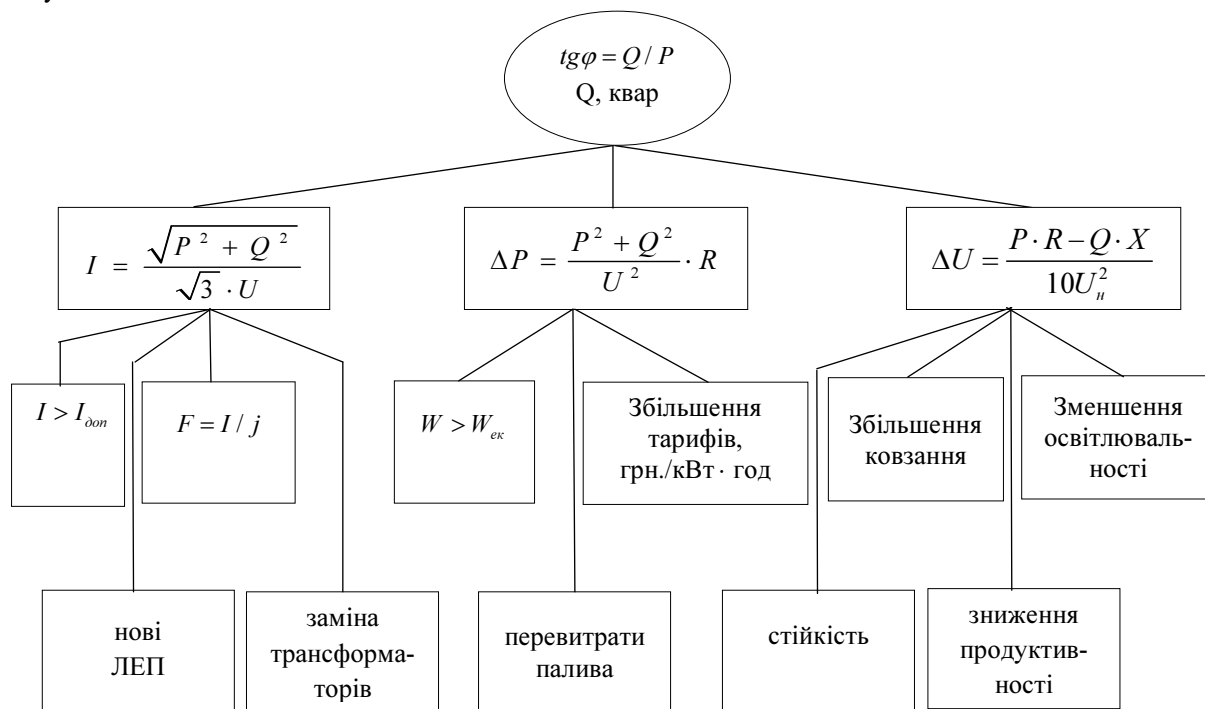 tgφ = Q / P
Q, квар
I = √(P² + Q²) / (√3 · U)
ΔP = (P² + Q²) / U² · R
ΔU = (P · R − Q · X) / 10U²н
I > Iдоп
F = I / j
W > Wек
Збільшення
тарифів,
грн./кВт · год
Збільшення
ковзання
Зменшення
освітлюваль-
ності
нові
ЛЕП
заміна
трансформа-
торів
перевитрати
палива
стійкість
зниження
продуктив-
ності